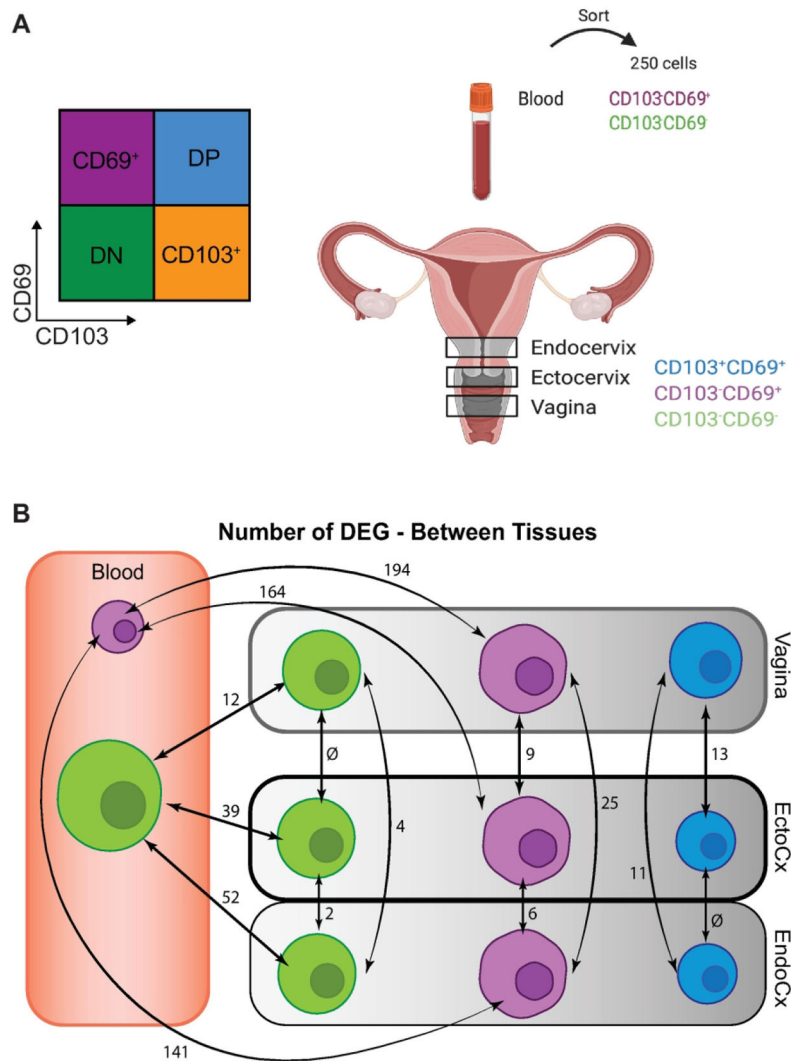 A
Sort
250 cells
Blood
CD103⁻CD69⁺
CD103⁻CD69⁻
CD69⁺
DP
DN
CD103⁺
CD69
CD103
Endocervix
Ectocervix
Vagina
CD103⁺CD69⁺
CD103⁻CD69⁺
CD103⁻CD69⁻
B
Number of DEG - Between Tissues
Blood
194
164
Vagina
12
Ø
9
13
39
4
25
EctoCx
11
52
2
6
Ø
EndoCx
141